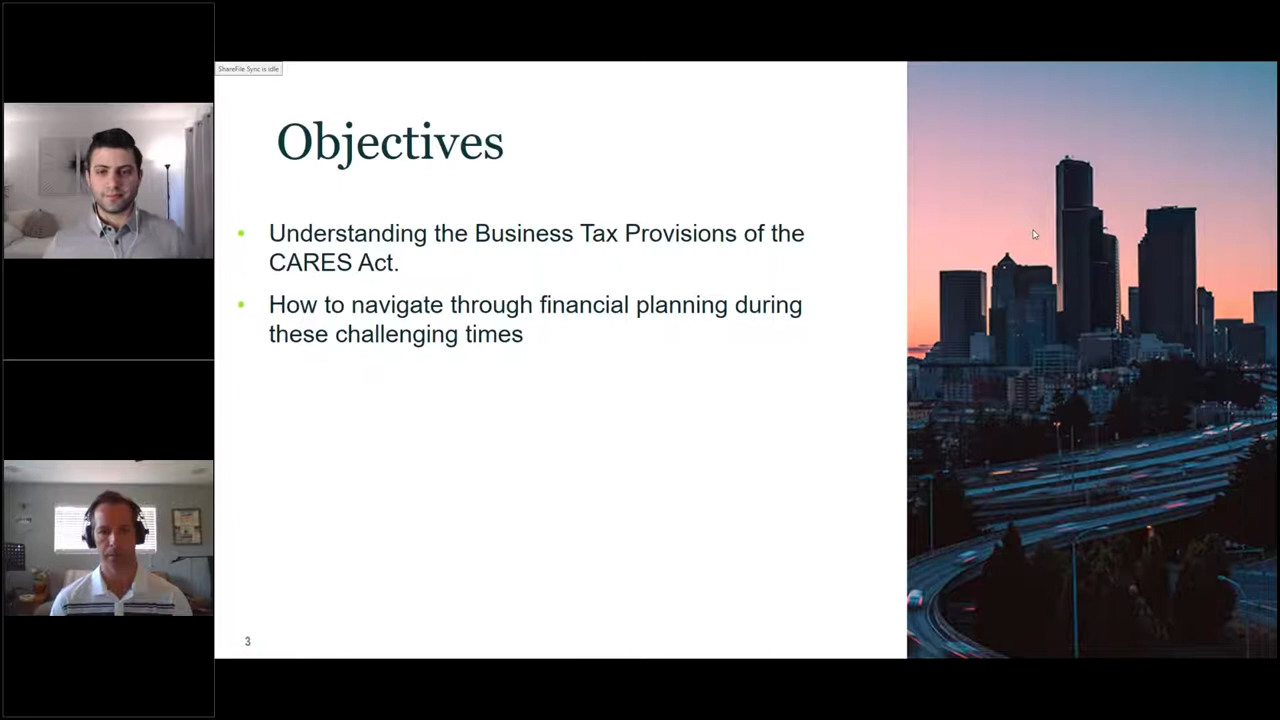 ShareFile Sync is idle
Objectives
• Understanding the Business Tax Provisions of the
CARES Act.
• How to navigate through financial planning during
these challenging times
3